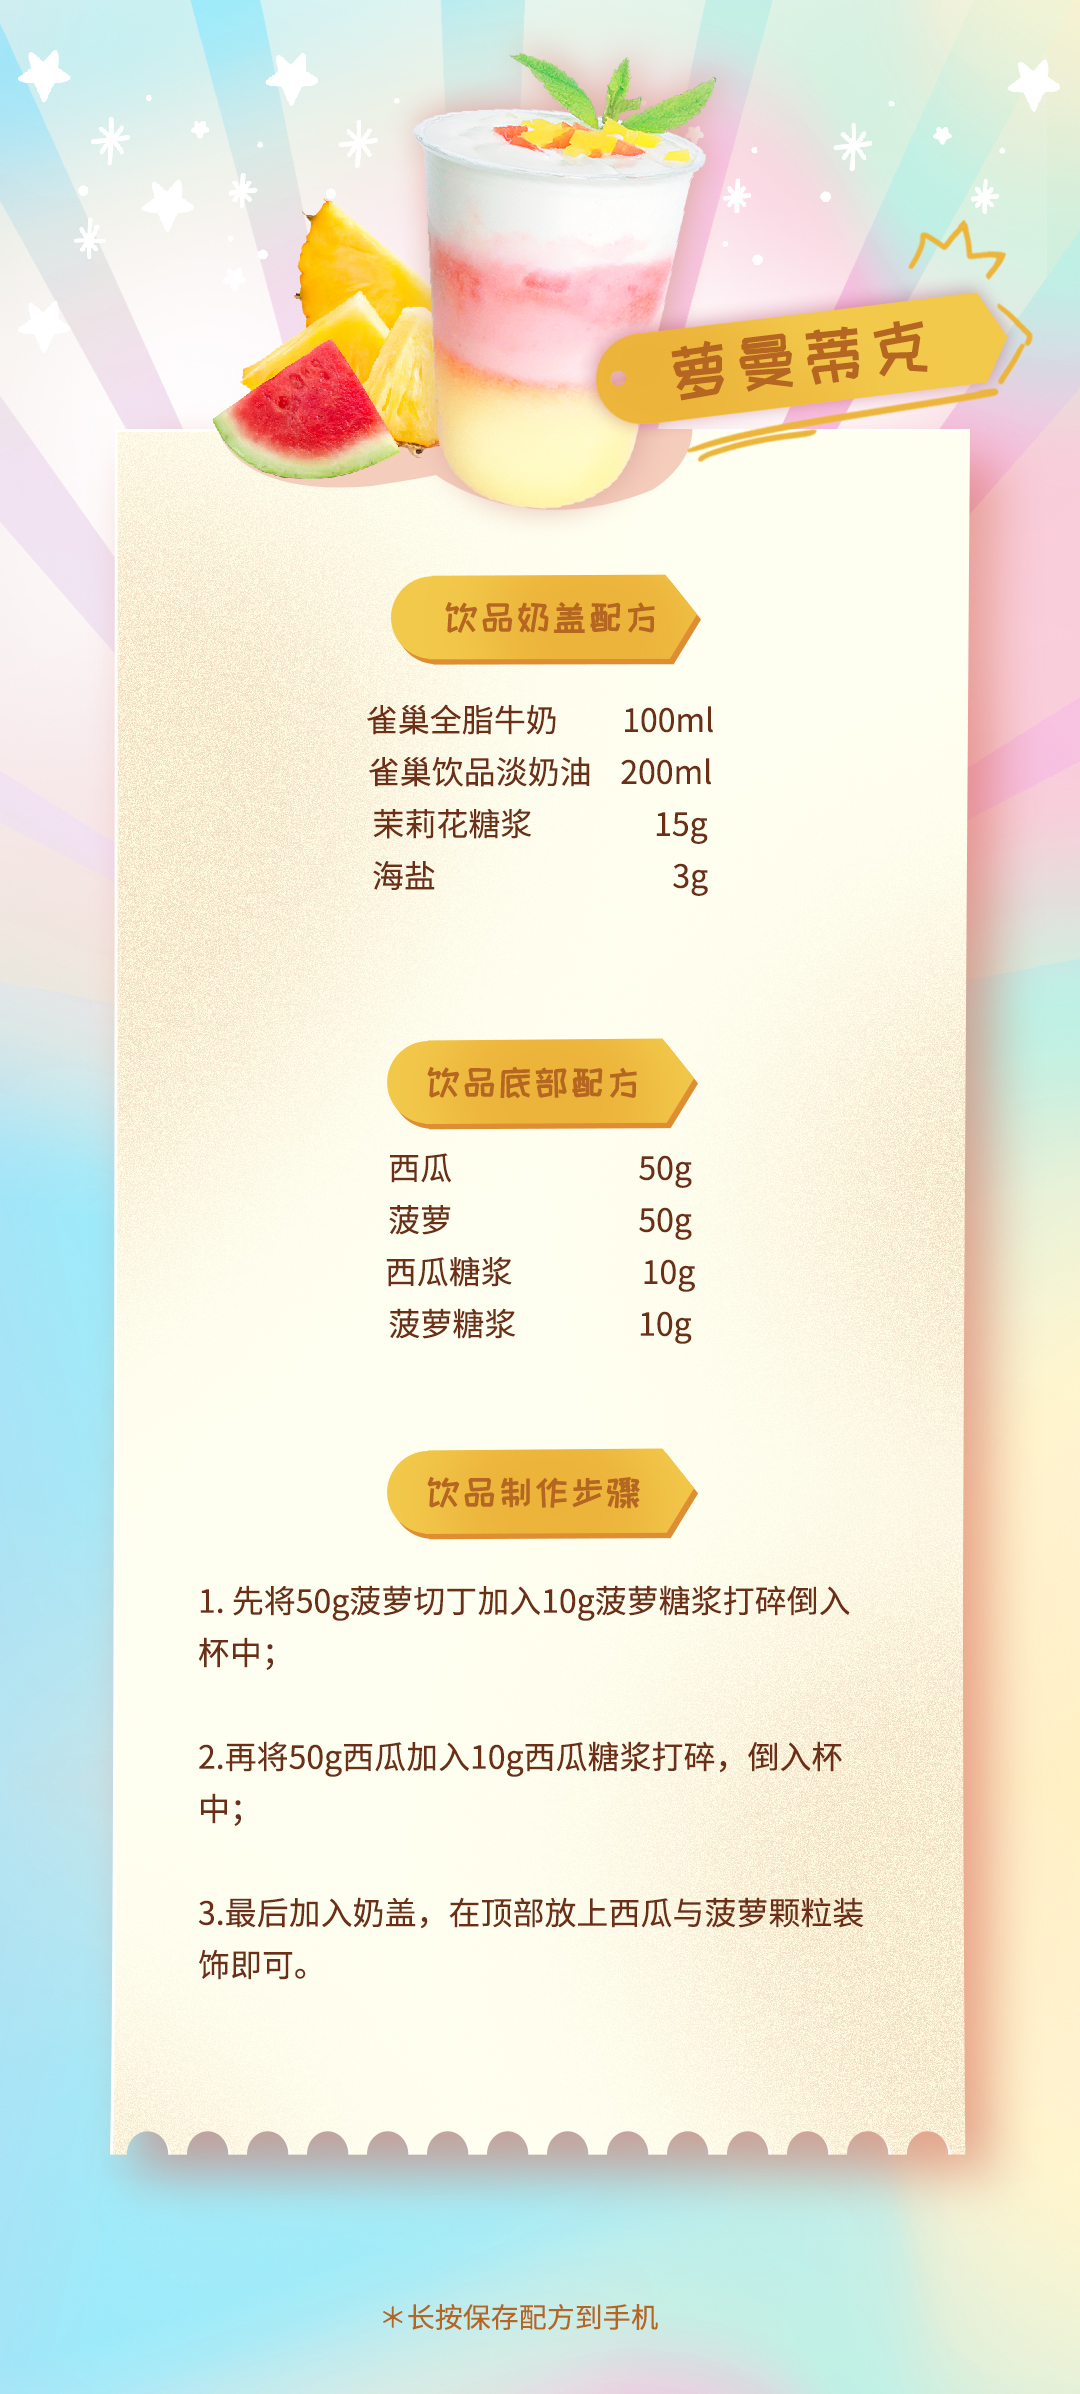 萝曼蒂克
饮品奶盖配方
雀巢全脂牛奶 100ml
雀巢饮品淡奶油 200ml
茉莉花糖浆 15g
海盐 3g
饮品底部配方
西瓜 50g
菠萝 50g
西瓜糖浆 10g
菠萝糖浆 10g
饮品制作步骤
1. 先将50g菠萝切丁加入10g菠萝糖浆打碎倒入
杯中；
2.再将50g西瓜加入10g西瓜糖浆打碎，倒入杯
中；
3.最后加入奶盖，在顶部放上西瓜与菠萝颗粒装
饰即可。
＊长按保存配方到手机